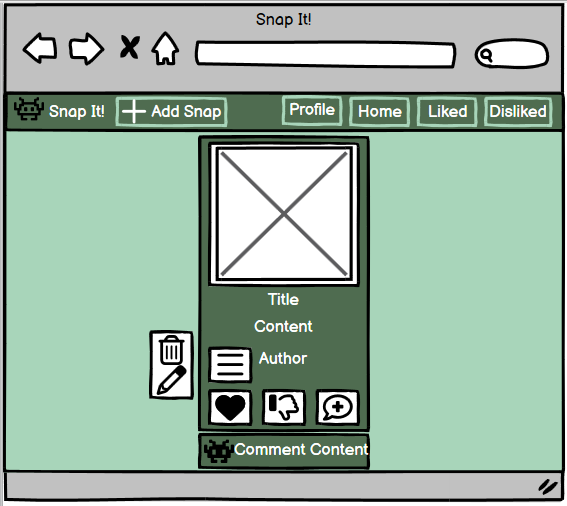 Snap It!
Snap It! Add Snap Profile Home Liked Disliked
Title
Content
Author
Comment Content